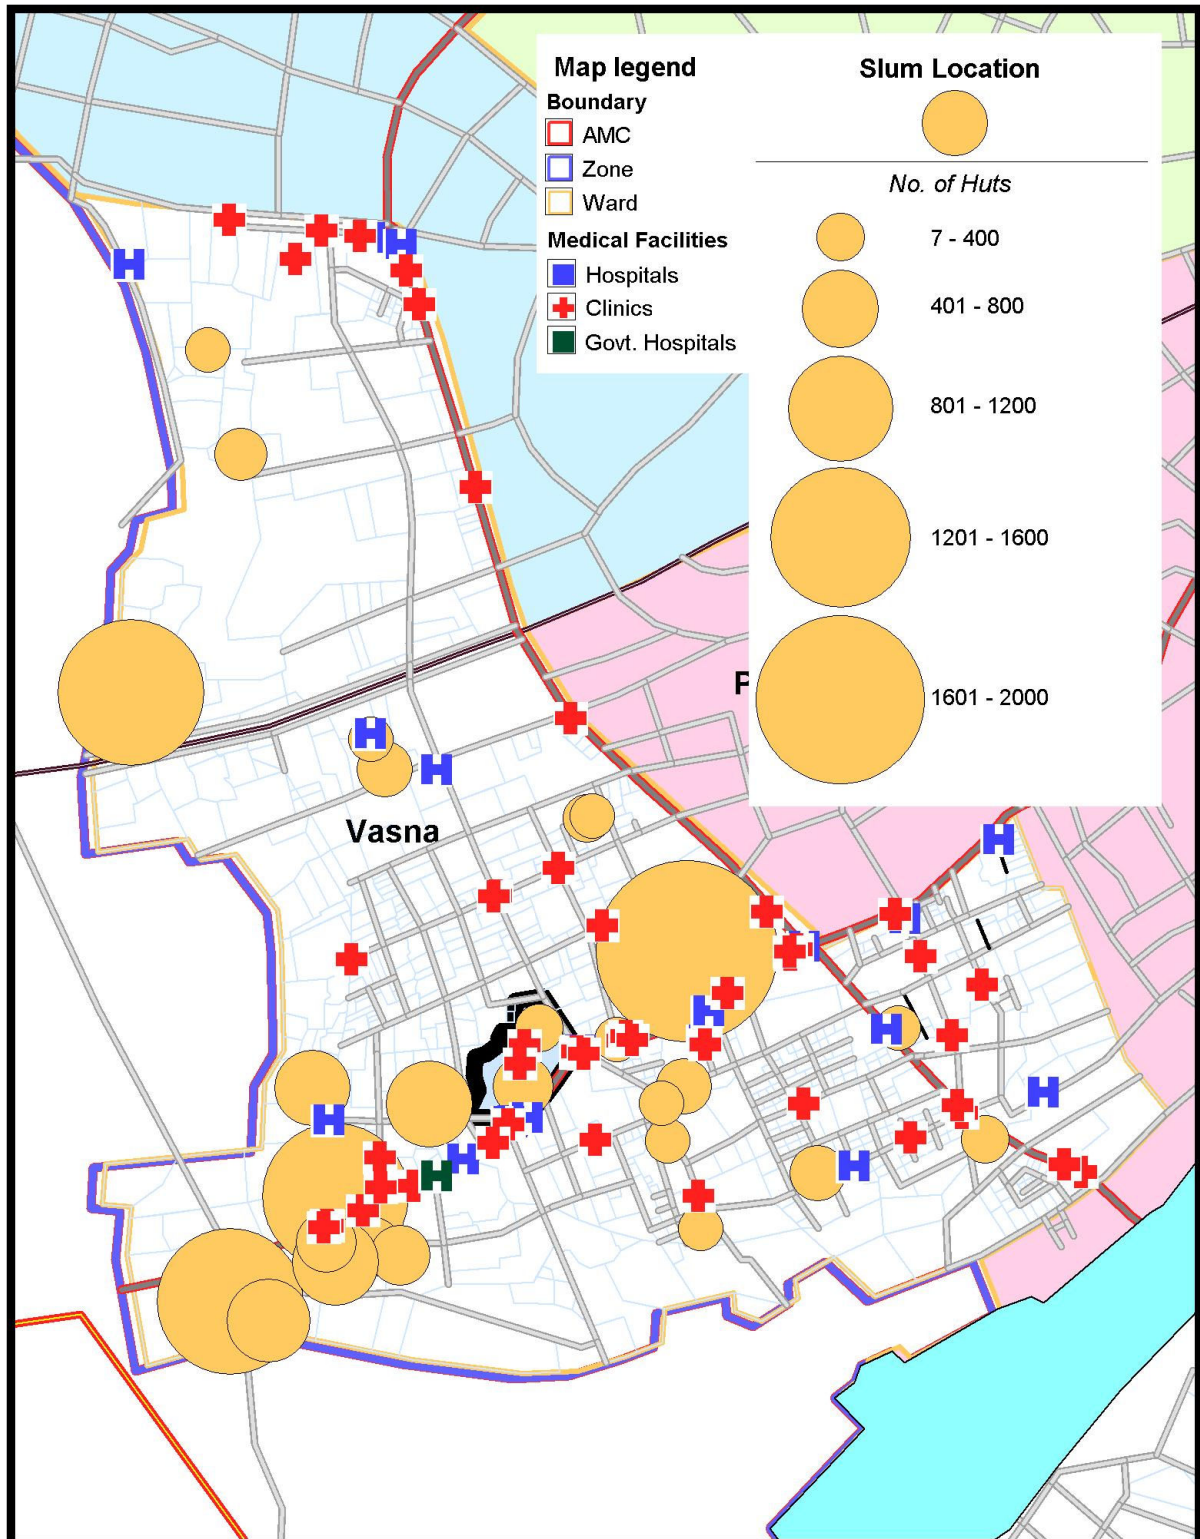 Map legend
Boundary
AMC
Zone
Ward
Medical Facilities
Hospitals
Clinics
Govt. Hospitals
Slum Location
No. of Huts
7 - 400
401 - 800
801 - 1200
1201 - 1600
1601 - 2000
P
Vasna